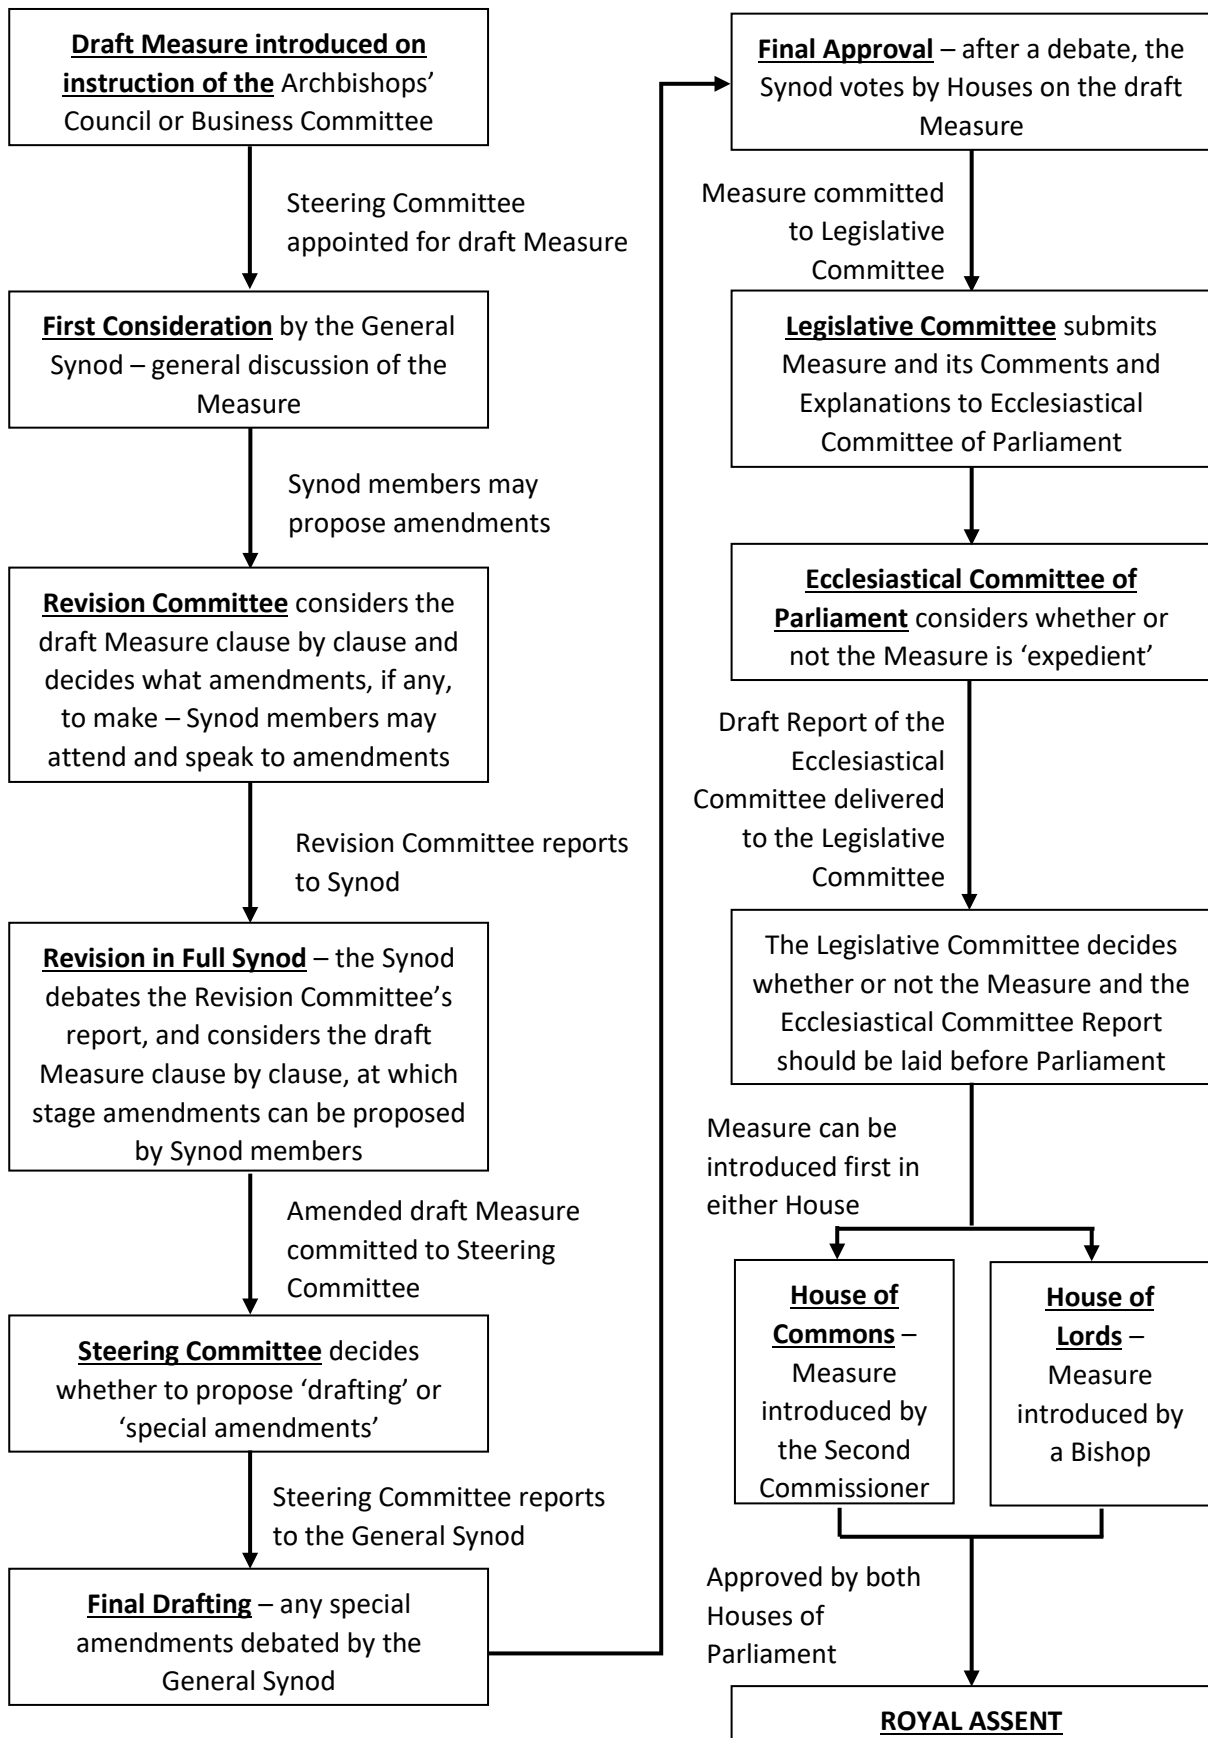 Draft Measure introduced on
instruction of the Archbishops’
Council or Business Committee
Steering Committee
appointed for draft Measure
First Consideration by the General
Synod – general discussion of the
Measure
Synod members may
propose amendments
Revision Committee considers the
draft Measure clause by clause and
decides what amendments, if any,
to make – Synod members may
attend and speak to amendments
Revision Committee reports
to Synod
Revision in Full Synod – the Synod
debates the Revision Committee’s
report, and considers the draft
Measure clause by clause, at which
stage amendments can be proposed
by Synod members
Amended draft Measure
committed to Steering
Committee
Steering Committee decides
whether to propose ‘drafting’ or
‘special amendments’
Steering Committee reports
to the General Synod
Final Drafting – any special
amendments debated by the
General Synod
Final Approval – after a debate, the
Synod votes by Houses on the draft
Measure
Measure committed
to Legislative
Committee
Legislative Committee submits
Measure and its Comments and
Explanations to Ecclesiastical
Committee of Parliament
Ecclesiastical Committee of
Parliament considers whether or
not the Measure is ‘expedient’
Draft Report of the
Ecclesiastical
Committee delivered
to the Legislative
Committee
The Legislative Committee decides
whether or not the Measure and the
Ecclesiastical Committee Report
should be laid before Parliament
Measure can be
introduced first in
either House
House of
Commons –
Measure
introduced by
the Second
Commissioner
House of
Lords –
Measure
introduced by
a Bishop
Approved by both
Houses of
Parliament
ROYAL ASSENT